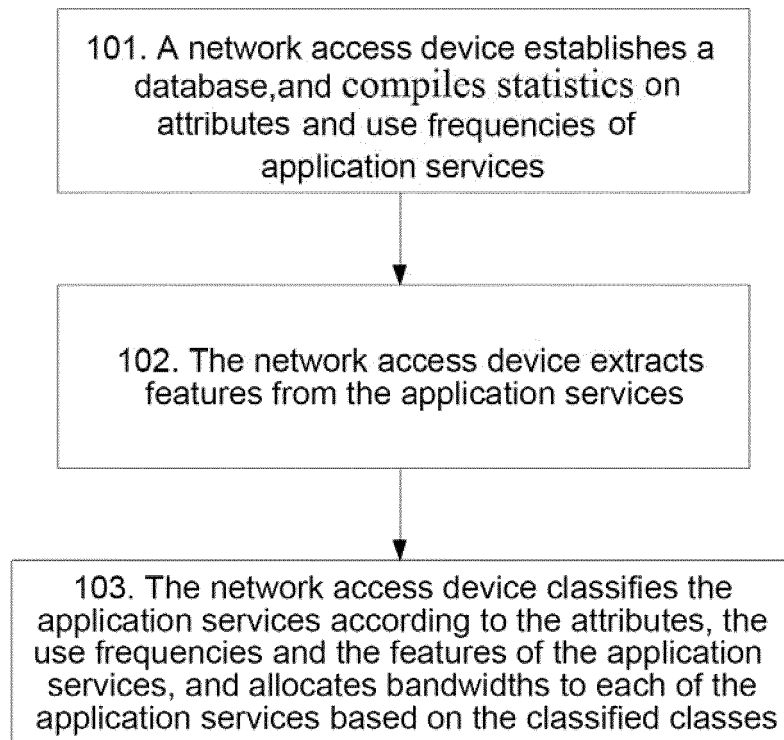 101. A network access device establishes a
database,and compiles statistics on
attributes and use frequencies of
application services
102. The network access device extracts
features from the application services
103. The network access device classifies the
application services according to the attributes, the
use frequencies and the features of the application
services, and allocates bandwidths to each of the
application services based on the classified classes